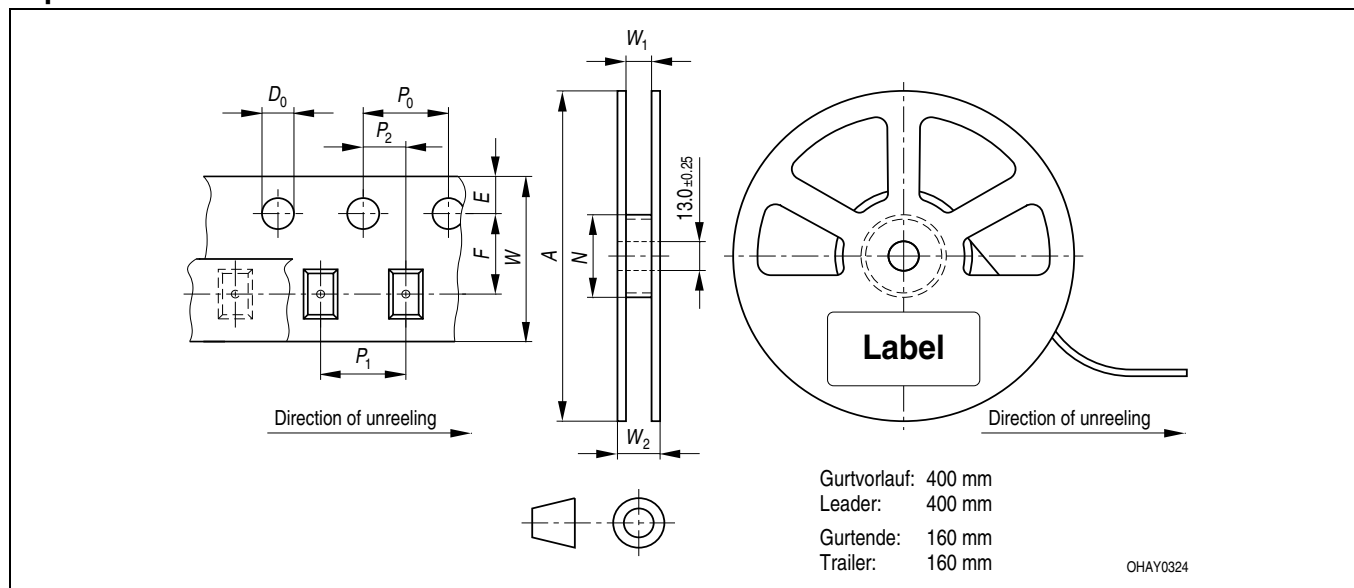 W₁
D₀
P₀
P₂
E
F
W
A
N
13.0 ±0.25
Label
P₁
Direction of unreeling
W₂
Direction of unreeling
Gurtvorlauf: 400 mm
Leader: 400 mm
Gurtende: 160 mm
Trailer: 160 mm
OHAY0324